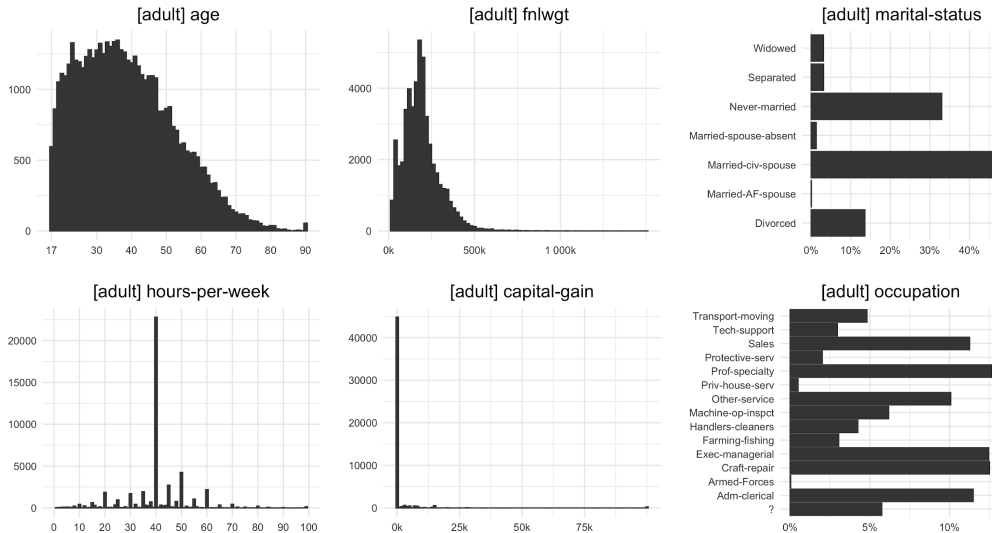 [adult] age
1000
500
0
17 30 40 50 60 70 80 90
[adult] fnlwgt
4000
2000
0
0k 500k 1000k
[adult] marital-status
Widowed
Separated
Never-married
Married-spouse-absent
Married-civ-spouse
Married-AF-spouse
Divorced
0% 10% 20% 30% 40%
[adult] hours-per-week
20000
15000
10000
5000
0
0 10 20 30 40 50 60 70 80 90 100
[adult] capital-gain
40000
30000
20000
10000
0
0k 25k 50k 75k
[adult] occupation
Transport-moving
Tech-support
Sales
Protective-serv
Prof-specialty
Priv-house-serv
Other-service
Machine-op-inspct
Handlers-cleaners
Farming-fishing
Exec-managerial
Craft-repair
Armed-Forces
Adm-clerical
?
0% 5% 10%